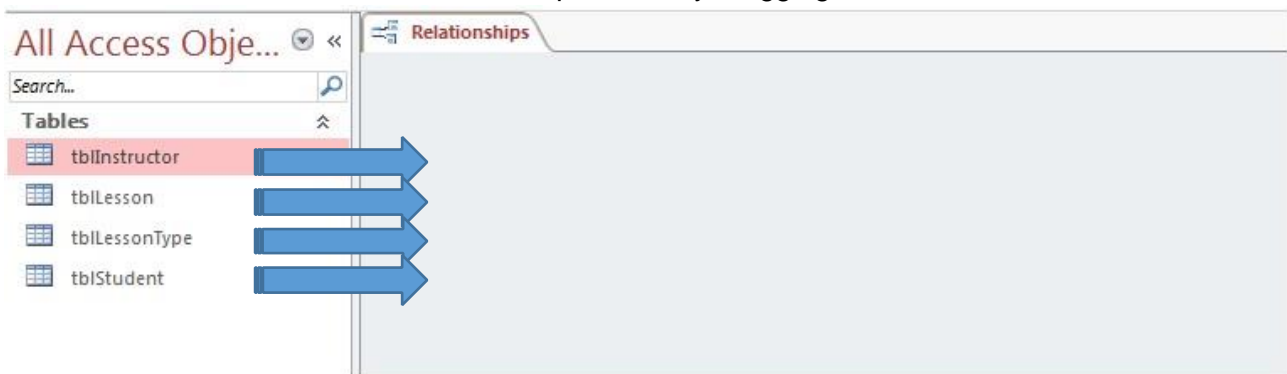 All Access Obje... «
Relationships
Search...
Tables
tblInstructor
tblLesson
tblLessonType
tblStudent